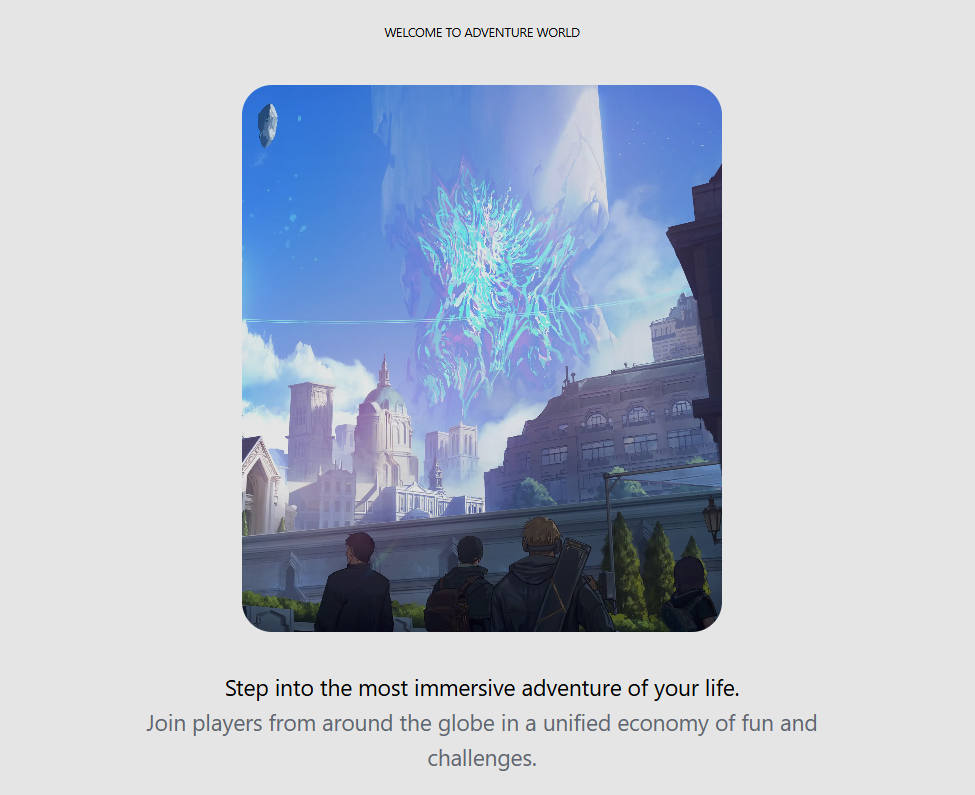 WELCOME TO ADVENTURE WORLD
Step into the most immersive adventure of your life.
Join players from around the globe in a unified economy of fun and
challenges.